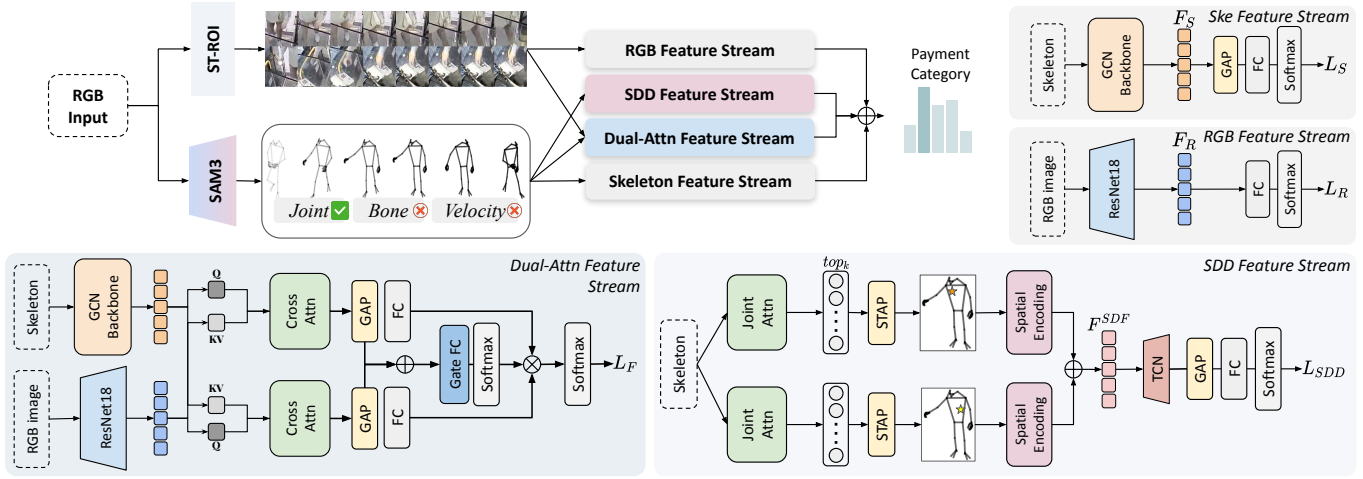 RGB
Input
ST-ROI
SAM3
Joint
Bone
Velocity
RGB Feature Stream
SDD Feature Stream
Dual-Attn Feature Stream
Skeleton Feature Stream
Payment
Category
Ske Feature Stream
Skeleton
GCN
Backbone
F_S
GAP
FC
Softmax
L_S
RGB Feature Stream
RGB image
ResNet18
F_R
FC
Softmax
L_R
Dual-Attn Feature
Stream
Skeleton
GCN
Backbone
Q
KV
Cross
Attn
GAP
FC
Gate FC
Softmax
Softmax
L_F
RGB image
ResNet18
KV
Q
Cross
Attn
GAP
FC
SDD Feature Stream
Skeleton
Joint
Attn
top_k
STAP
Spatial
Encoding
Joint
Attn
STAP
Spatial
Encoding
F^{SDF}
TCN
GAP
FC
Softmax
L_{SDD}